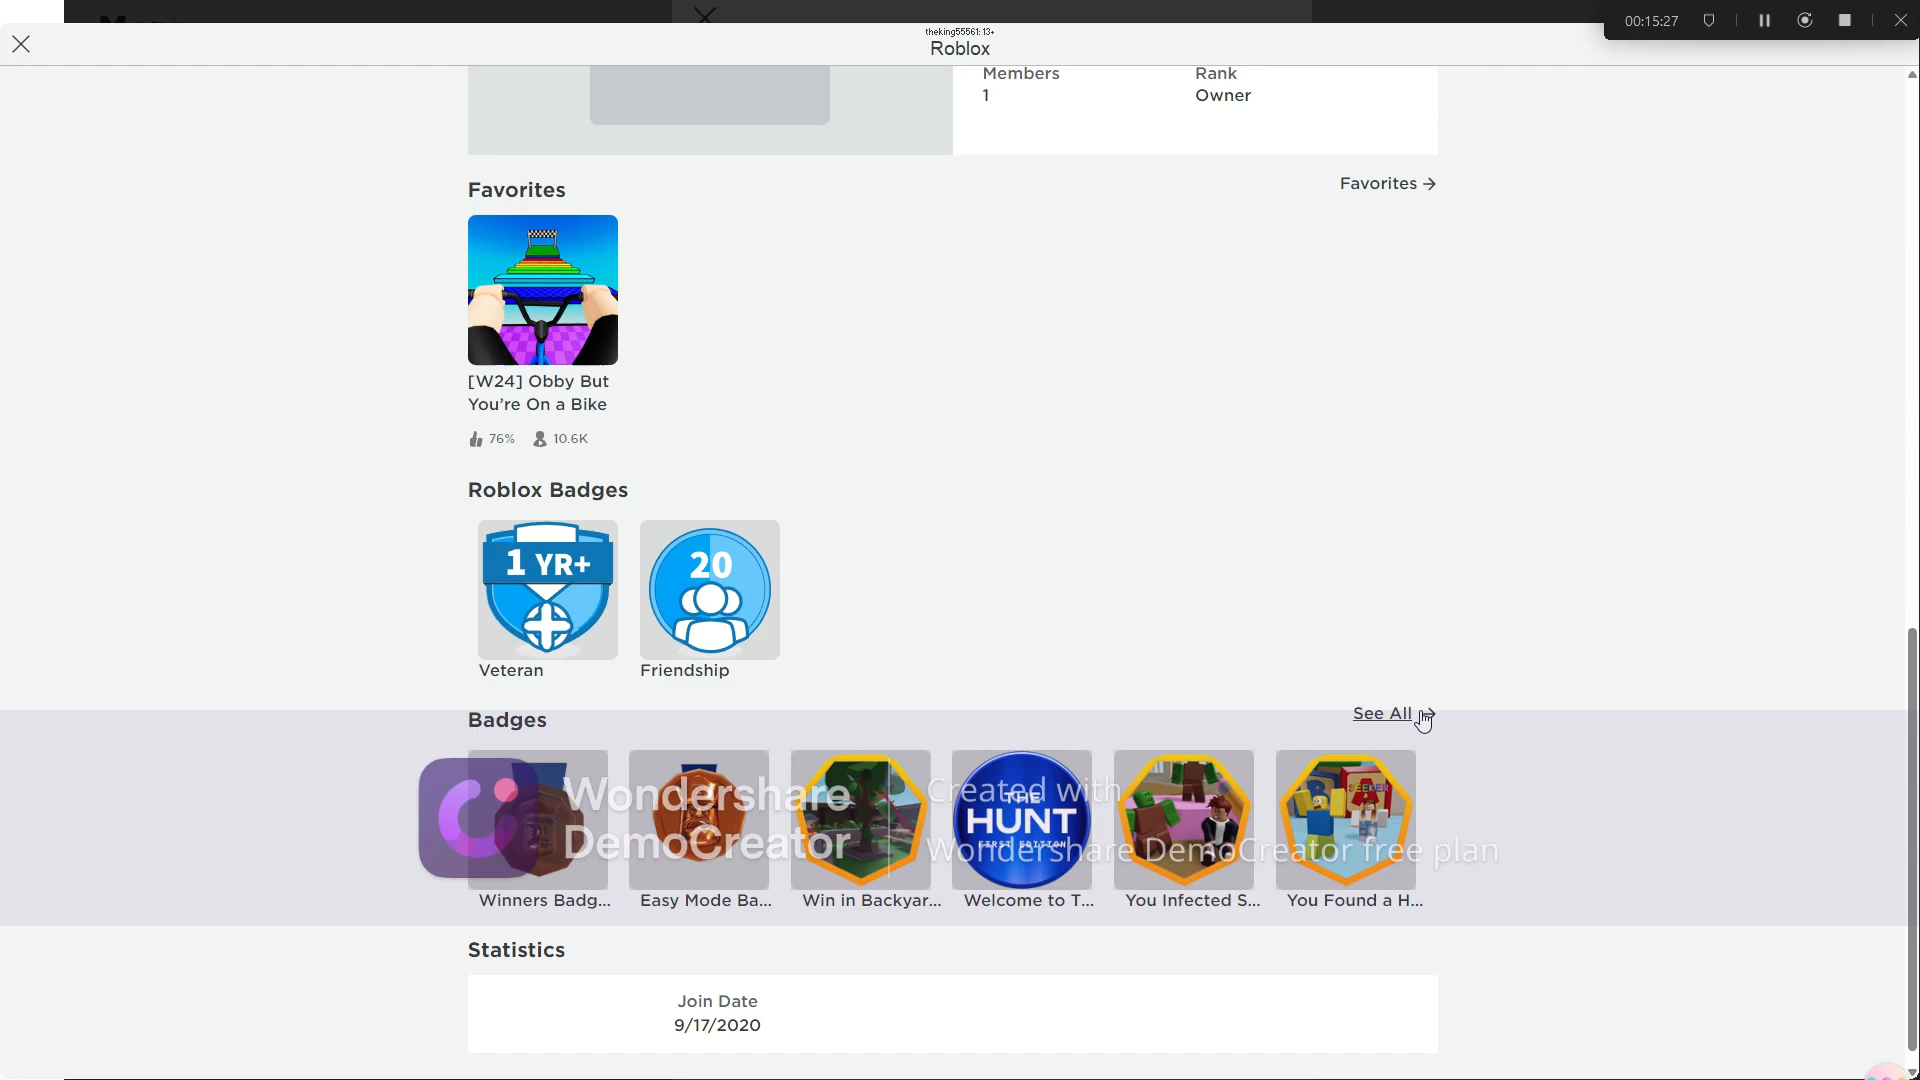 00:15:27
theking55561: 13+
Roblox
Members
Rank
1
Owner
Favorites
Favorites →
[W24] Obby But
You're On a Bike
76%
10.6K
Roblox Badges
1 YR+
20
Veteran
Friendship
Badges
See All →
Wondershare
DemoCreator
Created with
Wondershare DemoCreator free plan
THE
HUNT
FIRST EDITION
SEEKER
Winners Badg...
Easy Mode Ba...
Win in Backyar...
Welcome to T...
You Infected S...
You Found a H...
Statistics
Join Date
9/17/2020